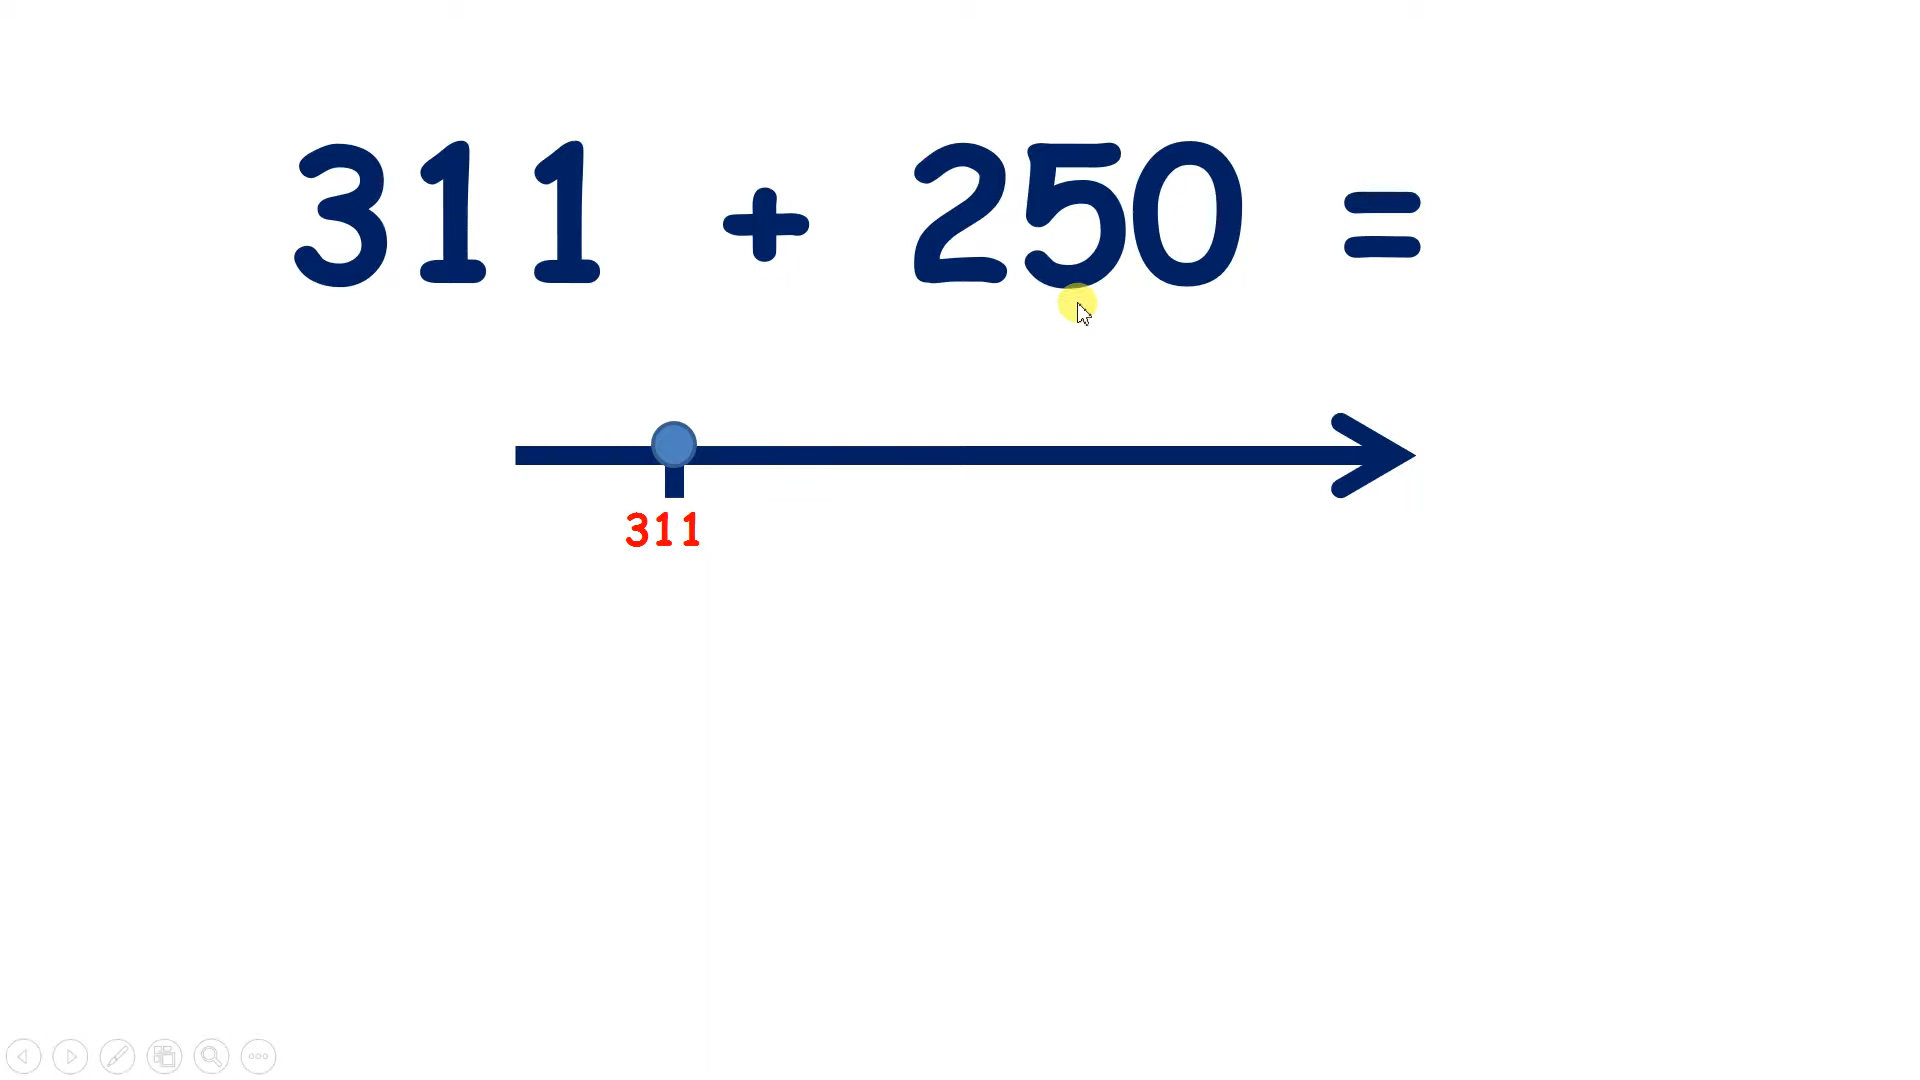 311 + 250 =
311